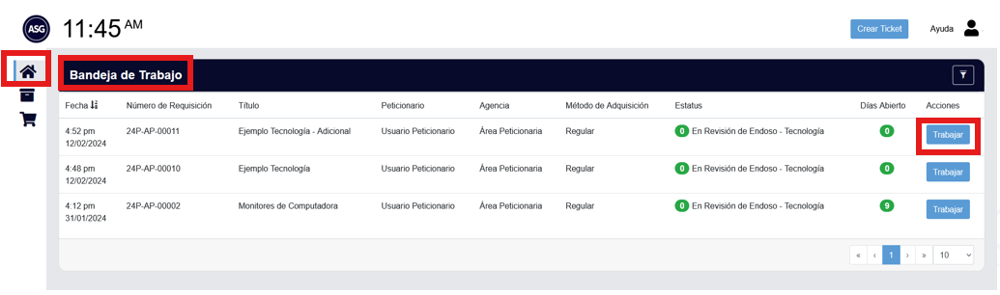 ASG 11:45 AM Crear Ticket Ayuda
Bandeja de Trabajo
Fecha Número de Requisición Título Peticionario Agencia Método de Adquisición Estatus Días Abierto Acciones
4:52 pm 24P-AP-00011 Ejemplo Tecnología - Adicional Usuario Peticionario Área Peticionaria Regular 0 En Revisión de Endoso - Tecnología 0 Trabajar
12/02/2024
4:48 pm 24P-AP-00010 Ejemplo Tecnología Usuario Peticionario Área Peticionaria Regular 0 En Revisión de Endoso - Tecnología 0 Trabajar
12/02/2024
4:12 pm 24P-AP-00002 Monitores de Computadora Usuario Peticionario Área Peticionaria Regular 0 En Revisión de Endoso - Tecnología 9 Trabajar
31/01/2024
« ‹ 1 › » 10